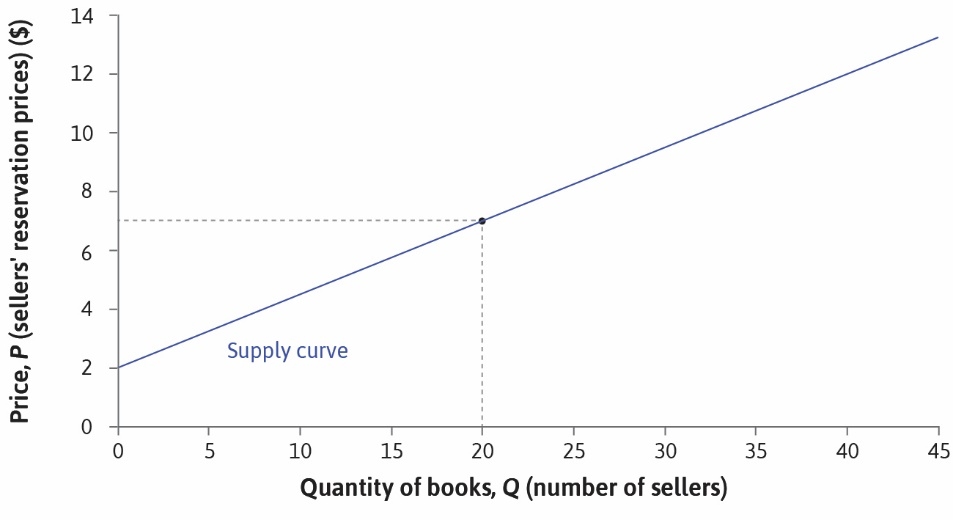 Price, P (sellers' reservation prices) ($)
14
12
10
8
6
4
2
0
Supply curve
0 5 10 15 20 25 30 35 40 45
Quantity of books, Q (number of sellers)